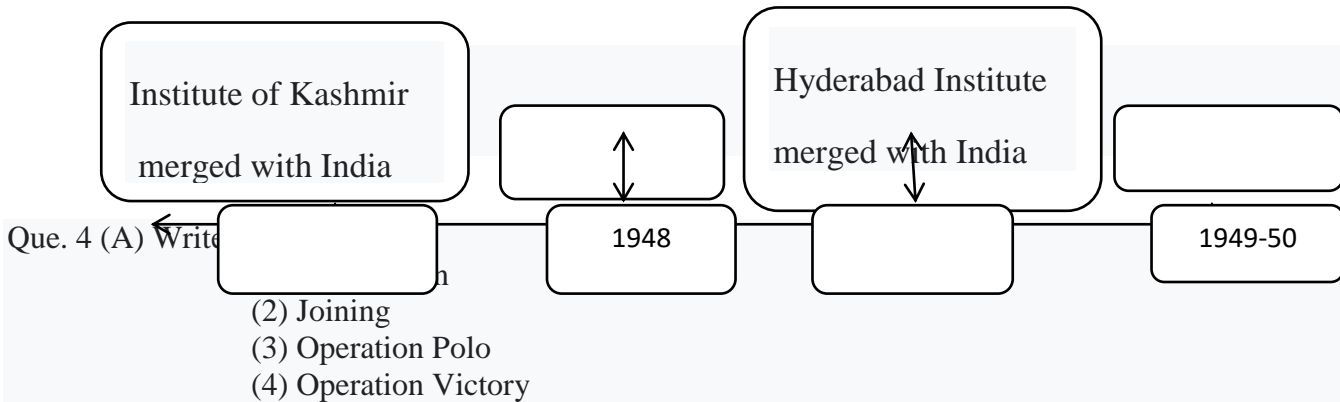 Institute of Kashmir
merged with India
Hyderabad Institute
merged with India
1948
1949-50
Que. 4 (A) Write
(2) Joining
(3) Operation Polo
(4) Operation Victory